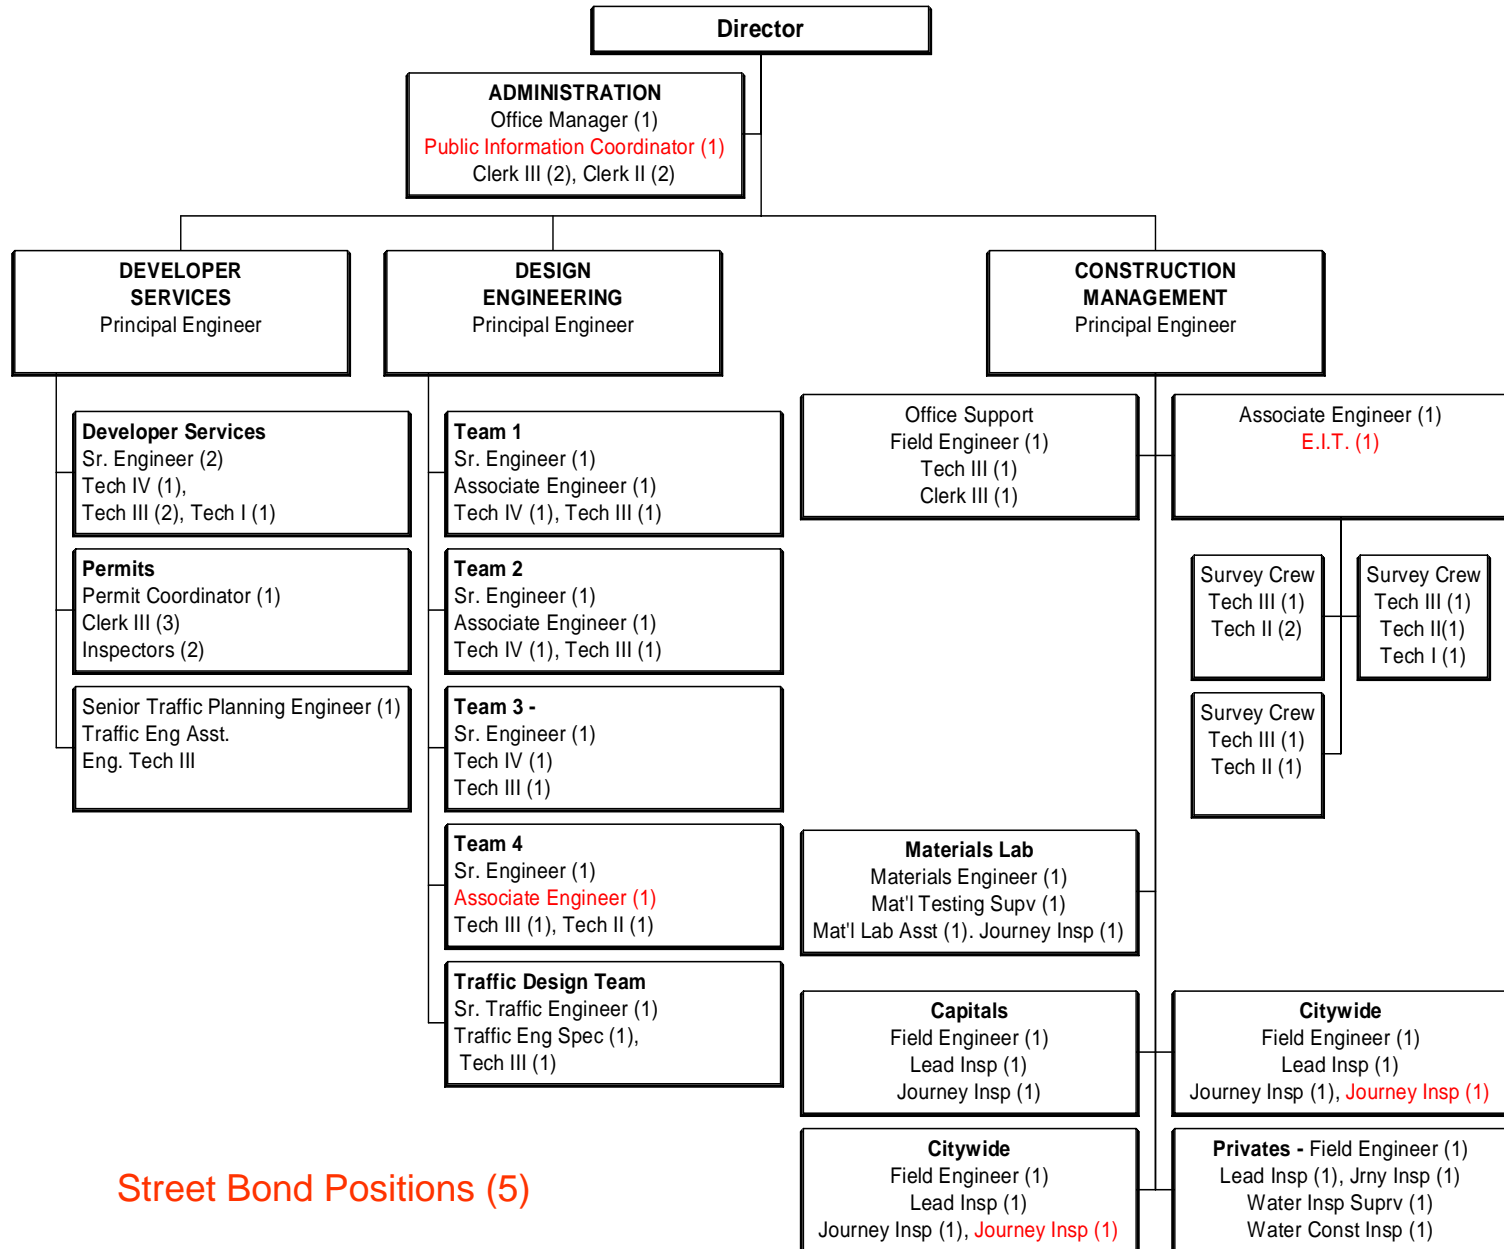 Director
ADMINISTRATION
Office Manager (1)
Public Information Coordinator (1)
Clerk III (2), Clerk II (2)
DEVELOPER
SERVICES
Principal Engineer
DESIGN
ENGINEERING
Principal Engineer
CONSTRUCTION
MANAGEMENT
Principal Engineer
Developer Services
Sr. Engineer (2)
Tech IV (1),
Tech III (2), Tech I (1)
Permits
Permit Coordinator (1)
Clerk III (3)
Inspectors (2)
Senior Traffic Planning Engineer (1)
Traffic Eng Asst.
Eng. Tech III
Team 1
Sr. Engineer (1)
Associate Engineer (1)
Tech IV (1), Tech III (1)
Team 2
Sr. Engineer (1)
Associate Engineer (1)
Tech IV (1), Tech III (1)
Team 3 -
Sr. Engineer (1)
Tech IV (1)
Tech III (1)
Team 4
Sr. Engineer (1)
Associate Engineer (1)
Tech III (1), Tech II (1)
Traffic Design Team
Sr. Traffic Engineer (1)
Traffic Eng Spec (1),
Tech III (1)
Office Support
Field Engineer (1)
Tech III (1)
Clerk III (1)
Associate Engineer (1)
E.I.T. (1)
Survey Crew
Tech III (1)
Tech II (2)
Survey Crew
Tech III (1)
Tech II(1)
Tech I (1)
Survey Crew
Tech III (1)
Tech II (1)
Materials Lab
Materials Engineer (1)
Mat'l Testing Supv (1)
Mat'l Lab Asst (1). Journey Insp (1)
Capitals
Field Engineer (1)
Lead Insp (1)
Journey Insp (1)
Citywide
Field Engineer (1)
Lead Insp (1)
Journey Insp (1), Journey Insp (1)
Citywide
Field Engineer (1)
Lead Insp (1)
Journey Insp (1), Journey Insp (1)
Privates - Field Engineer (1)
Lead Insp (1), Jrny Insp (1)
Water Insp Suprv (1)
Water Const Insp (1)
Street Bond Positions (5)